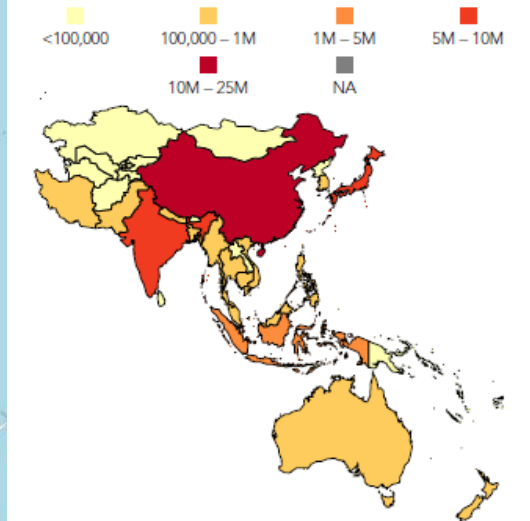 <100,000 100,000 – 1M 1M – 5M 5M – 10M
10M – 25M NA